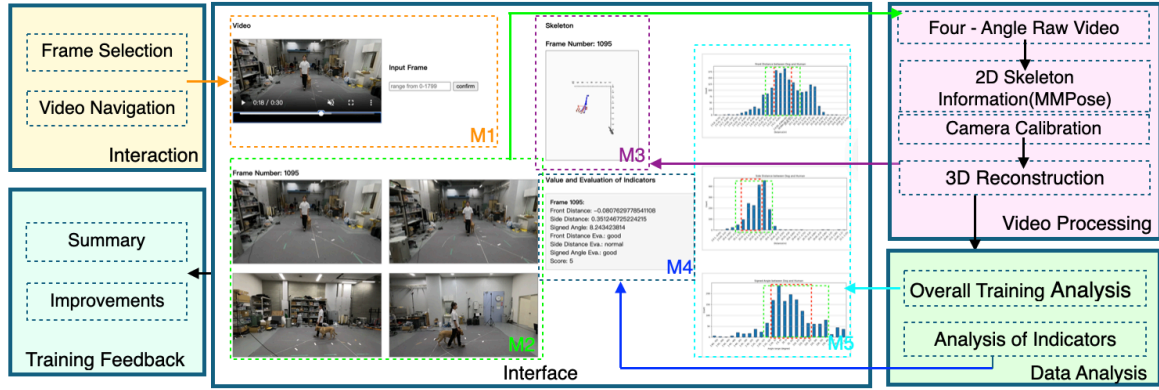 Frame Selection
Video Navigation
Interaction
Video
Input Frame
range from 0-1799
confirm
0:18 / 0:30
M1
Skeleton
Frame Number: 1095
M3
Frame Number: 1095
M2
Value and Evaluation of Indicators
Frame 1095:
Front Distance: -0.0807629778541108
Side Distance: 0.351246725224215
Signed Angle: 8.243423814
Front Distance Eva.: good
Side Distance Eva.: normal
Signed Angle Eva.: good
Score: 5
M4
M5
Interface
Four - Angle Raw Video
2D Skeleton
Information(MMPose)
Camera Calibration
3D Reconstruction
Video Processing
Overall Training Analysis
Analysis of Indicators
Data Analysis
Summary
Improvements
Training Feedback